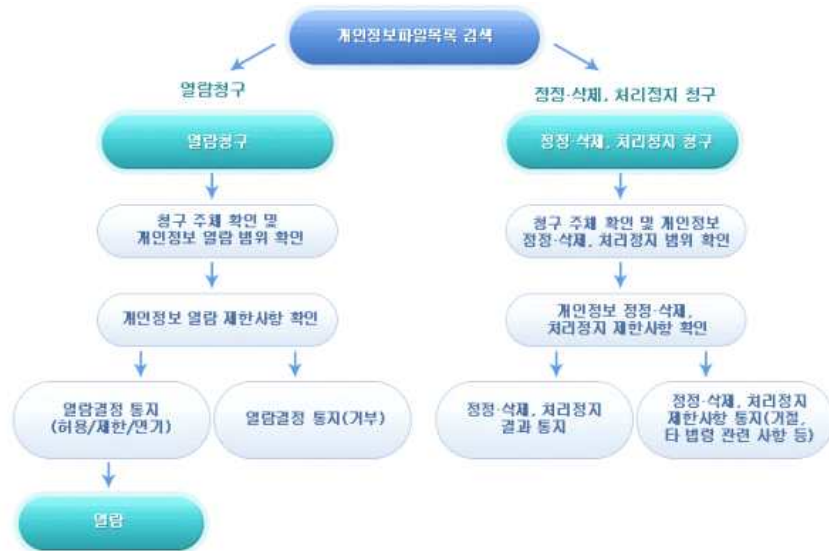 개인정보파일목록 검색
열람청구
정정·삭제, 처리정지 청구
열람청구
정정·삭제, 처리정지 청구
청구 주체 확인 및
개인정보 열람 범위 확인
청구 주체 확인 및 개인정보
정정·삭제, 처리정지 범위 확인
개인정보 열람 제한사항 확인
개인정보 정정·삭제,
처리정지 제한사항 확인
열람결정 통지
(허용/제한/연기)
열람결정 통지(거부)
정정·삭제, 처리정지
결과 통지
정정·삭제, 처리정지
제한사항 통지(거절,
타 법령 관련 사항 등)
열람